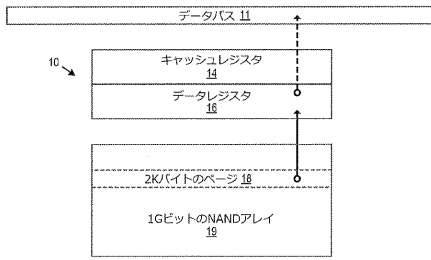 データバス 11
キャッシュレジスタ
14
10
データレジスタ
16
2Kバイトのページ 18
1GビットのNANDアレイ
19